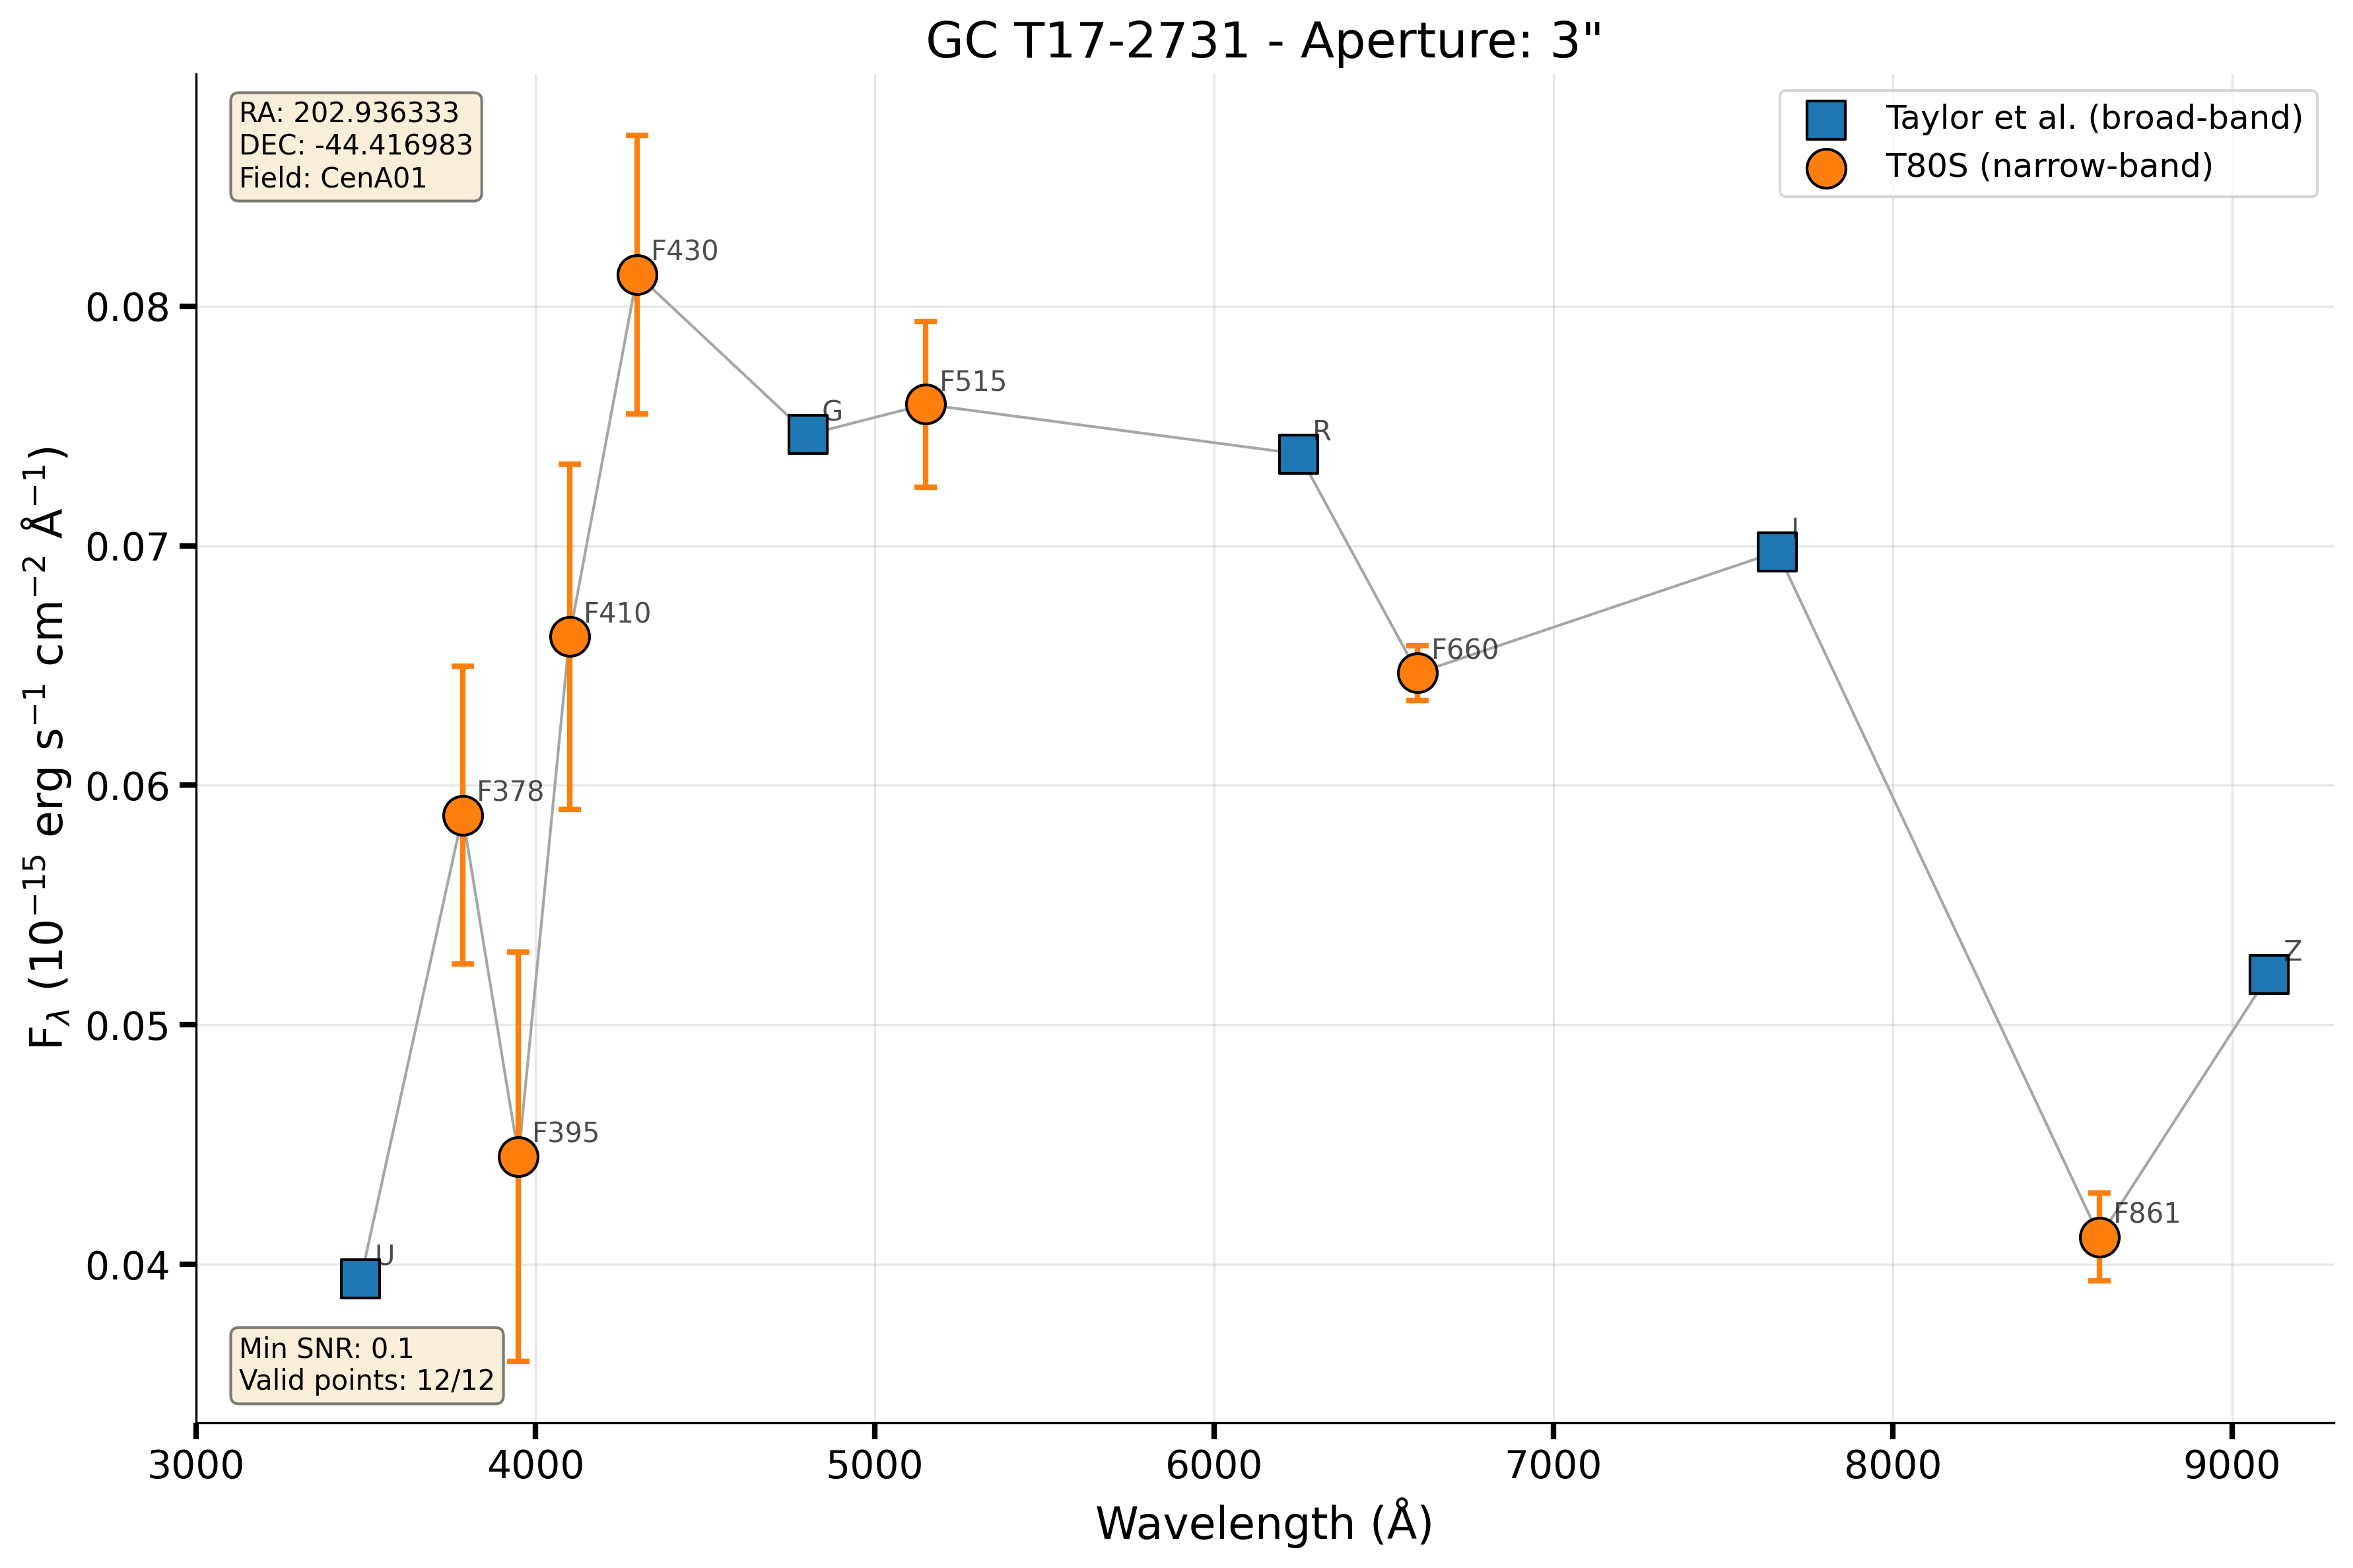 GC T17-2731 - Aperture: 3"
RA: 202.936333
DEC: -44.416983
Field: CenA01
Taylor et al. (broad-band)
T80S (narrow-band)
F430
G
F515
R
I
F410
F660
F378
F395
U
F861
Z
Min SNR: 0.1
Valid points: 12/12
0.08
0.07
0.06
0.05
0.04
F_λ (10⁻¹⁵ erg s⁻¹ cm⁻² Å⁻¹)
3000 4000 5000 6000 7000 8000 9000
Wavelength (Å)